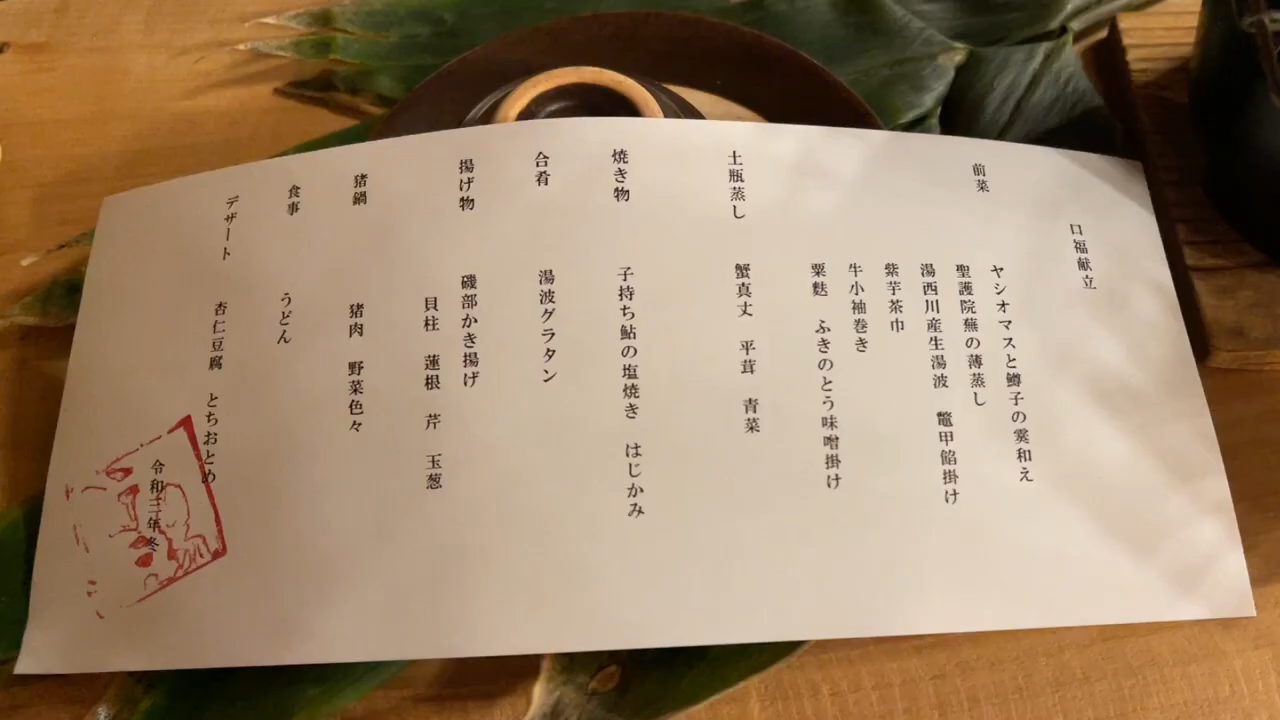 口福献立
前菜
ヤシオマスと鱒子の霙和え
聖護院蕪の薄蒸し
湯西川産生湯波 鼈甲餡掛け
紫芋茶巾
牛小袖巻き
粟麩 ふきのとう味噌掛け
土瓶蒸し
蟹真丈 平茸 青菜
焼き物
子持ち鮎の塩焼き はじかみ
合肴
湯波グラタン
揚げ物
磯部かき揚げ
貝柱 蓮根 芹 玉葱
猪鍋
猪肉 野菜色々
食事
うどん
デザート
杏仁豆腐 とちおとめ
令和三年冬